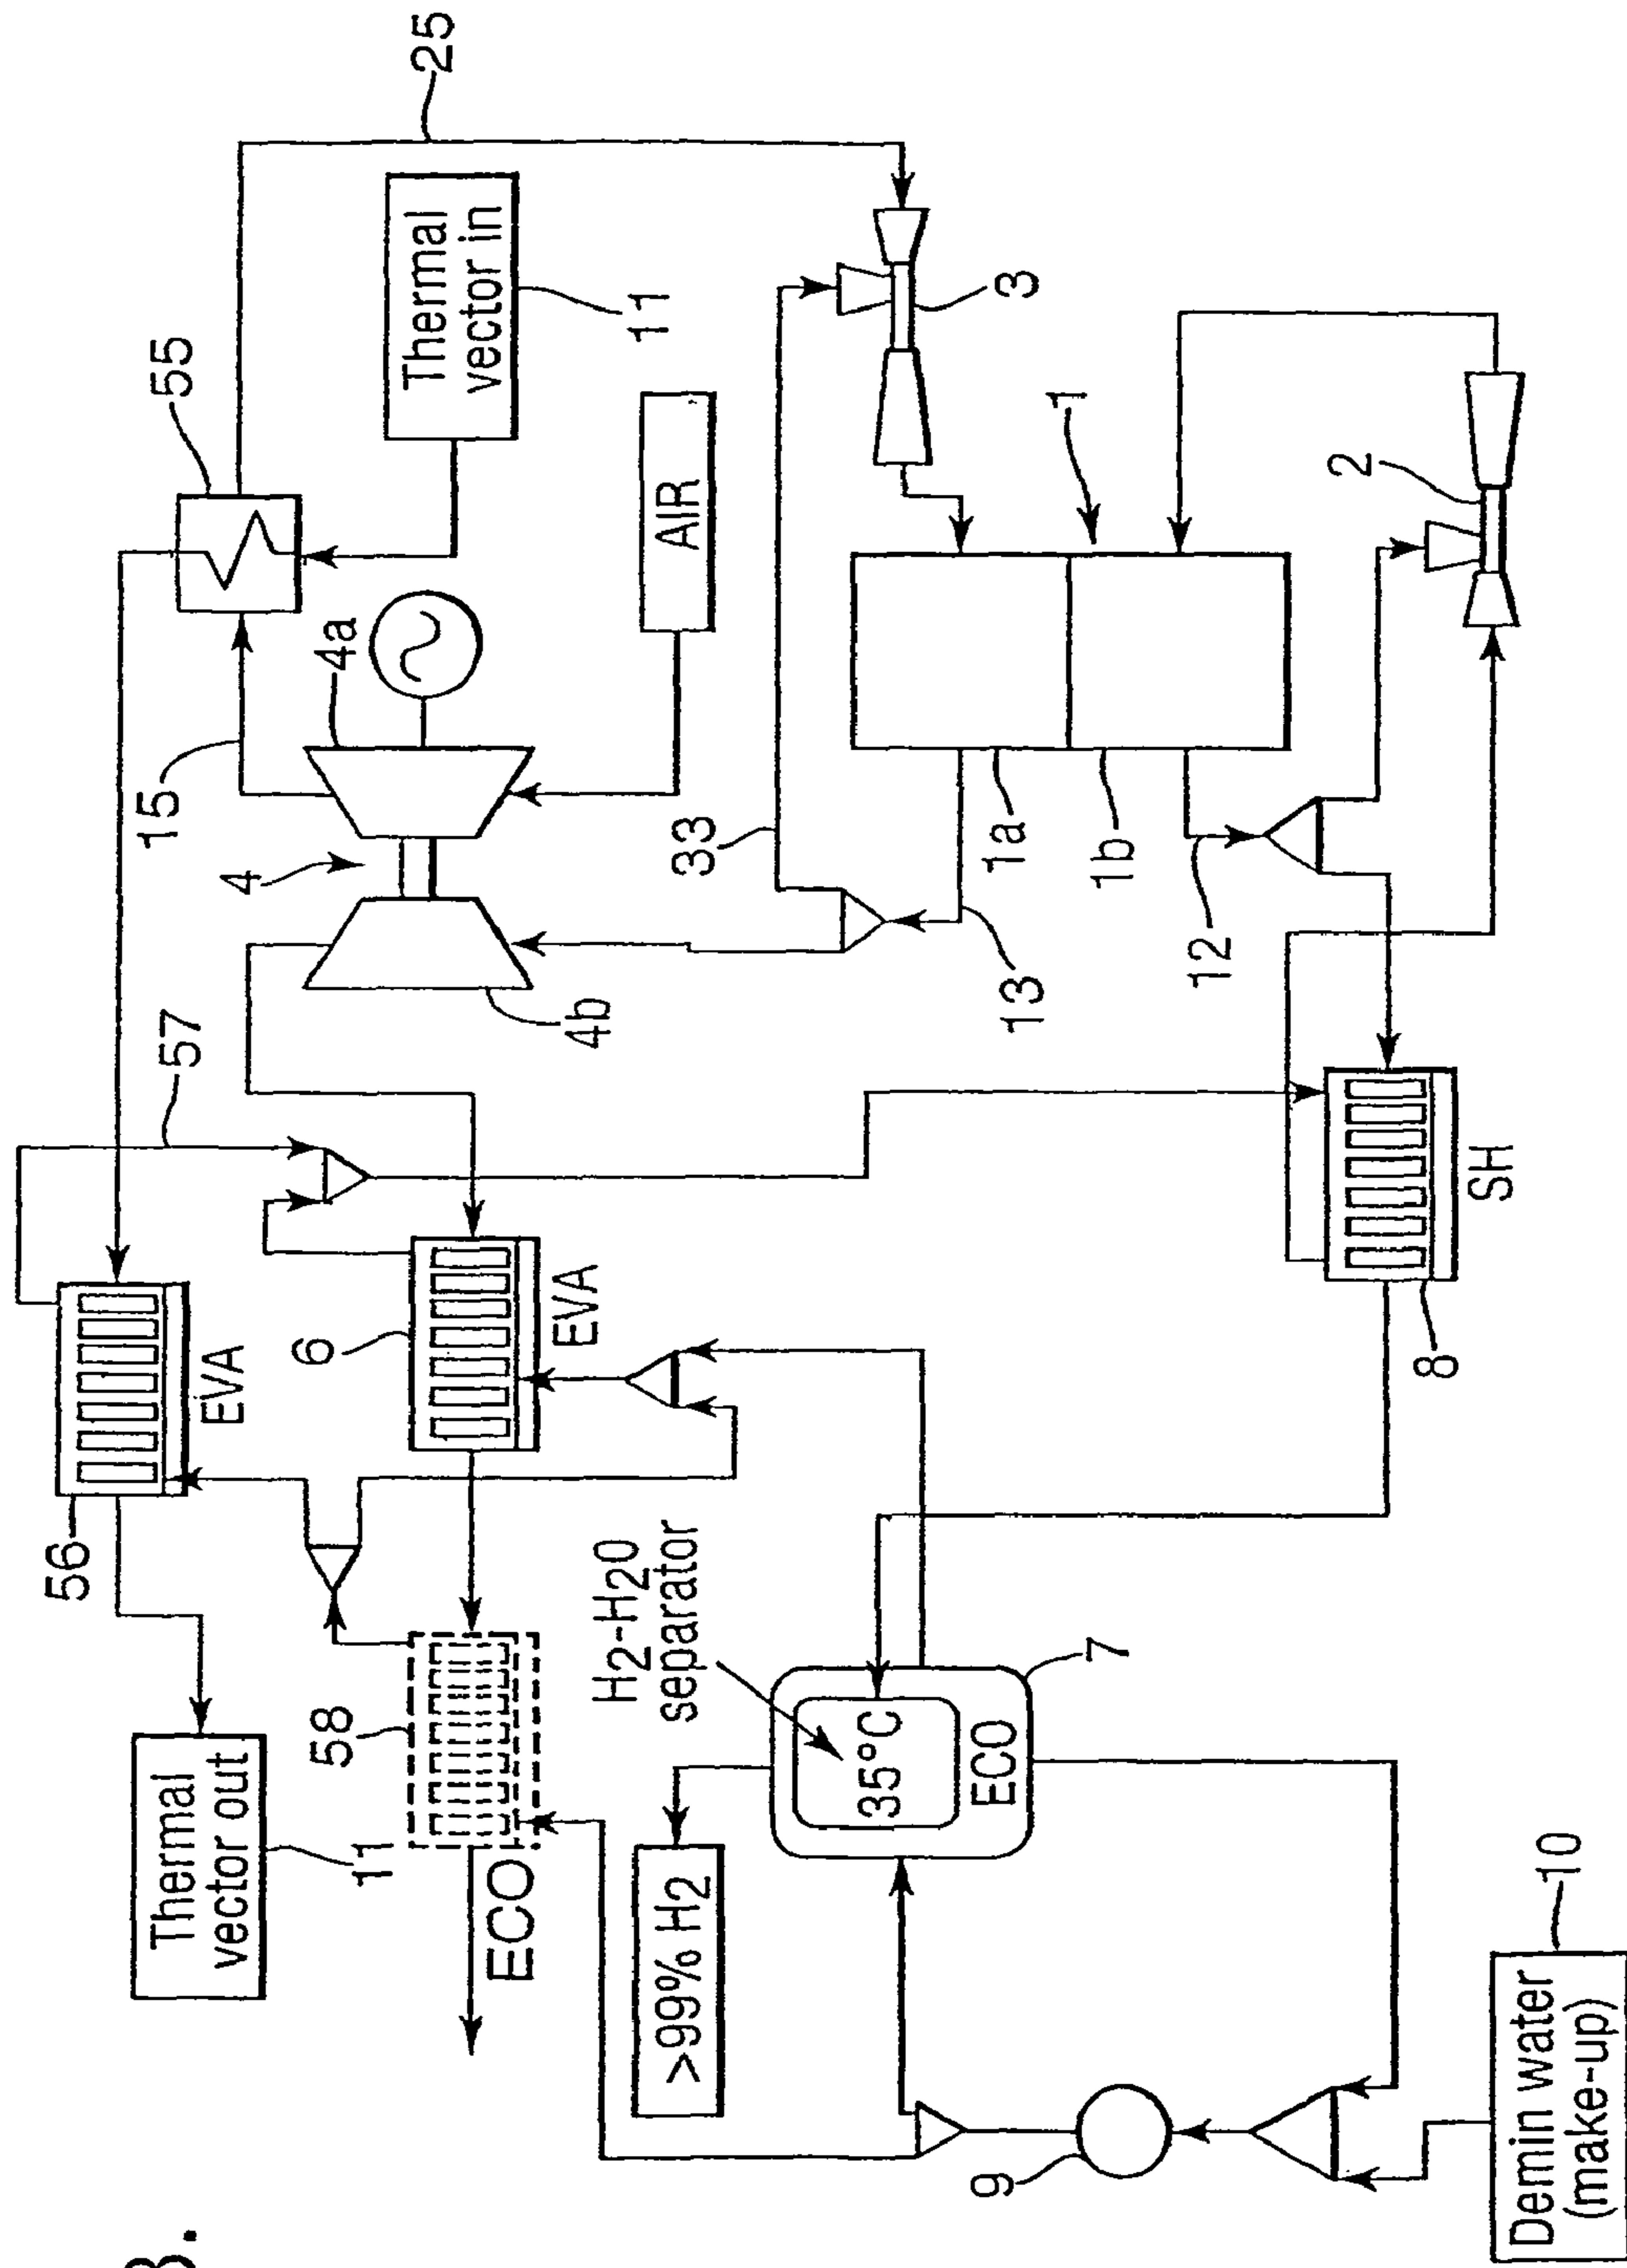 3.
56
57
15
55
Thermal
vector out
EVA
4
4a
25
11
58
6
Thermal
vector in
ECO
EVA
4b
11
H2-H2O
separator
AIR
>99% H2
33
35°C
ECO
7
9
13
1a
3
1
1b
12
10
8
SH
2
Demin water
(make-up)